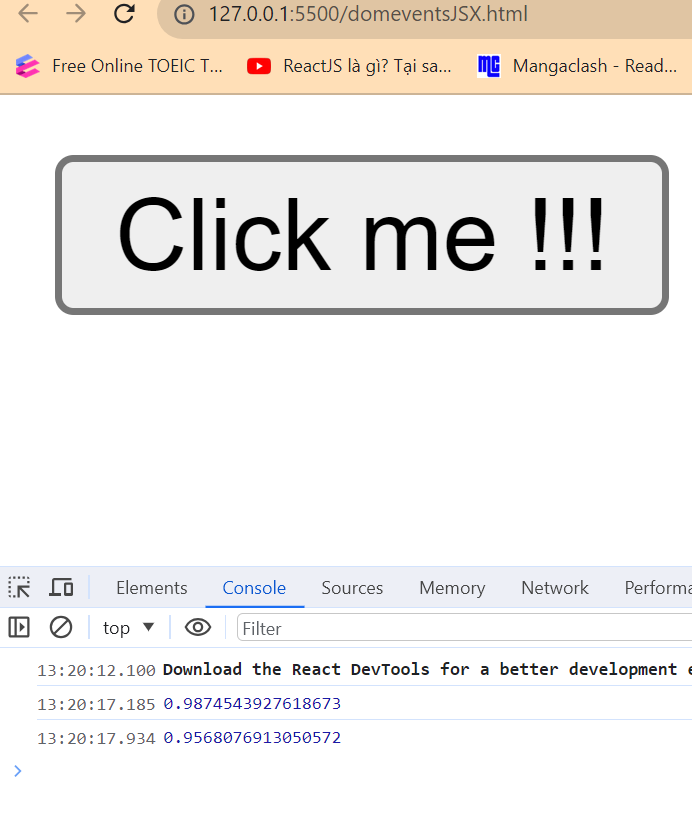 127.0.0.1:5500/domeventsJSX.html
Free Online TOEIC T... ReactJS là gì? Tại sa... Mangaclash - Read...
Click me !!!
Elements Console Sources Memory Network Performa
top Filter
13:20:12.100 Download the React DevTools for a better development e
13:20:17.185 0.9874543927618673
13:20:17.934 0.9568076913050572